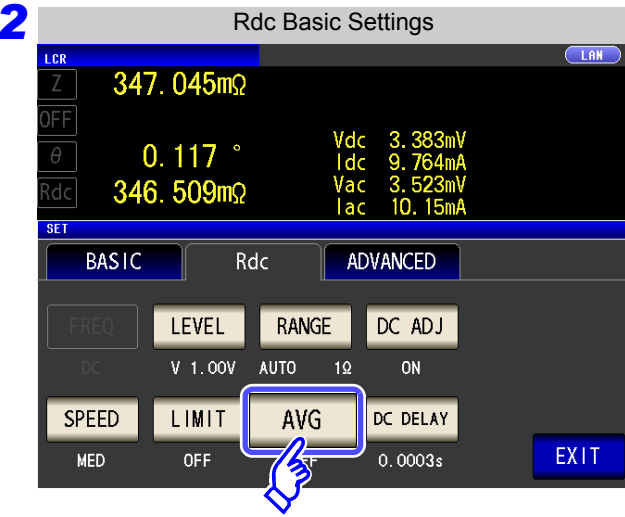 2
Rdc Basic Settings
LCR LAN
Z 347.045mΩ
OFF
θ 0.117 ° Vdc 3.383mV
Idc 9.764mA
Rdc 346.509mΩ Vac 3.523mV
Iac 10.15mA
SET
BASIC Rdc ADVANCED
FREQ LEVEL RANGE DC ADJ
DC V 1.00V AUTO 1Ω ON
SPEED LIMIT AVG DC DELAY
MED OFF 0.0003s EXIT